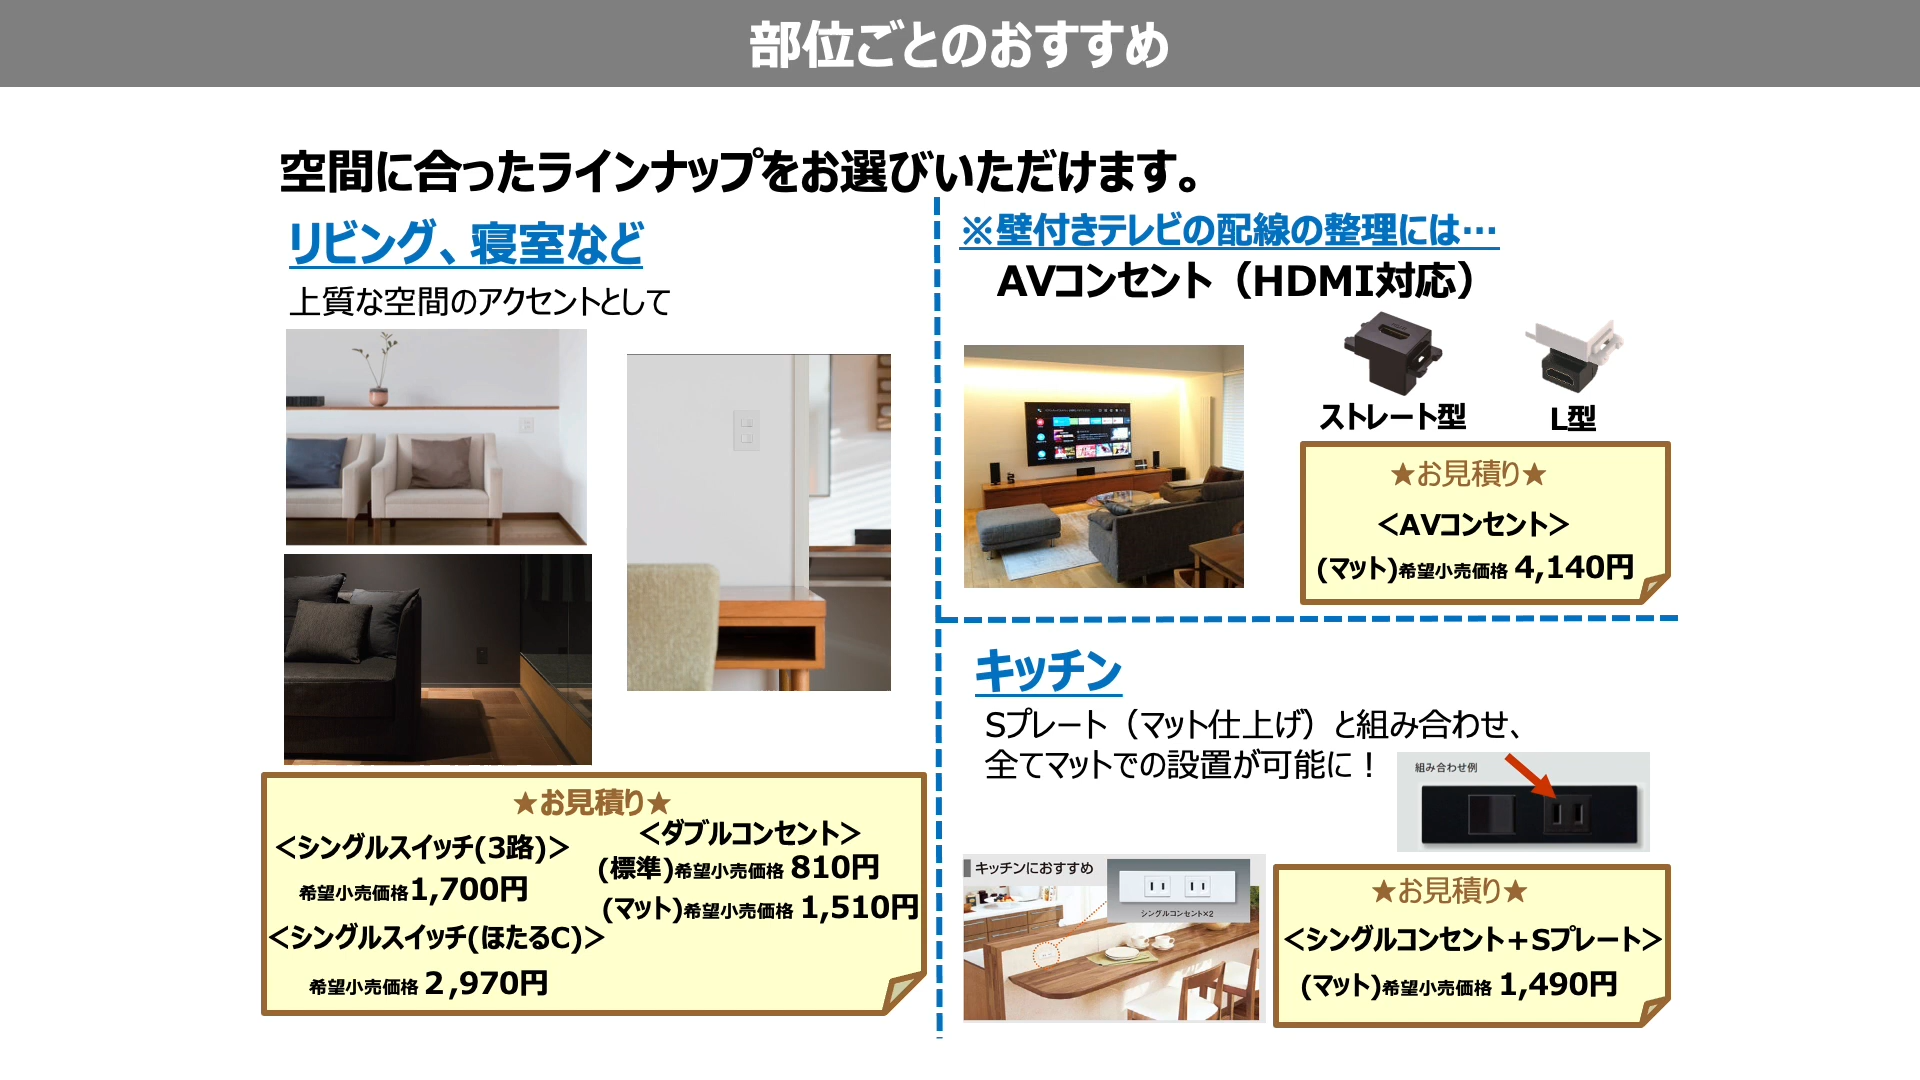 部位ごとのおすすめ
空間に合ったラインナップをお選びいただけます。
リビング、寝室など
上質な空間のアクセントとして
★お見積り★
＜シングルスイッチ(3路)＞
希望小売価格1,700円
＜シングルスイッチ(ほたるC)＞
希望小売価格 2,970円
＜ダブルコンセント＞
(標準)希望小売価格 810円
(マット)希望小売価格 1,510円
※壁付きテレビの配線の整理には…
AVコンセント（HDMI対応）
ストレート型
L型
★お見積り★
＜AVコンセント＞
(マット)希望小売価格 4,140円
キッチン
Sプレート（マット仕上げ）と組み合わせ、
全てマットでの設置が可能に！
組み合わせ例
キッチンにおすすめ
シングルコンセント×2
★お見積り★
＜シングルコンセント＋Sプレート＞
(マット)希望小売価格 1,490円